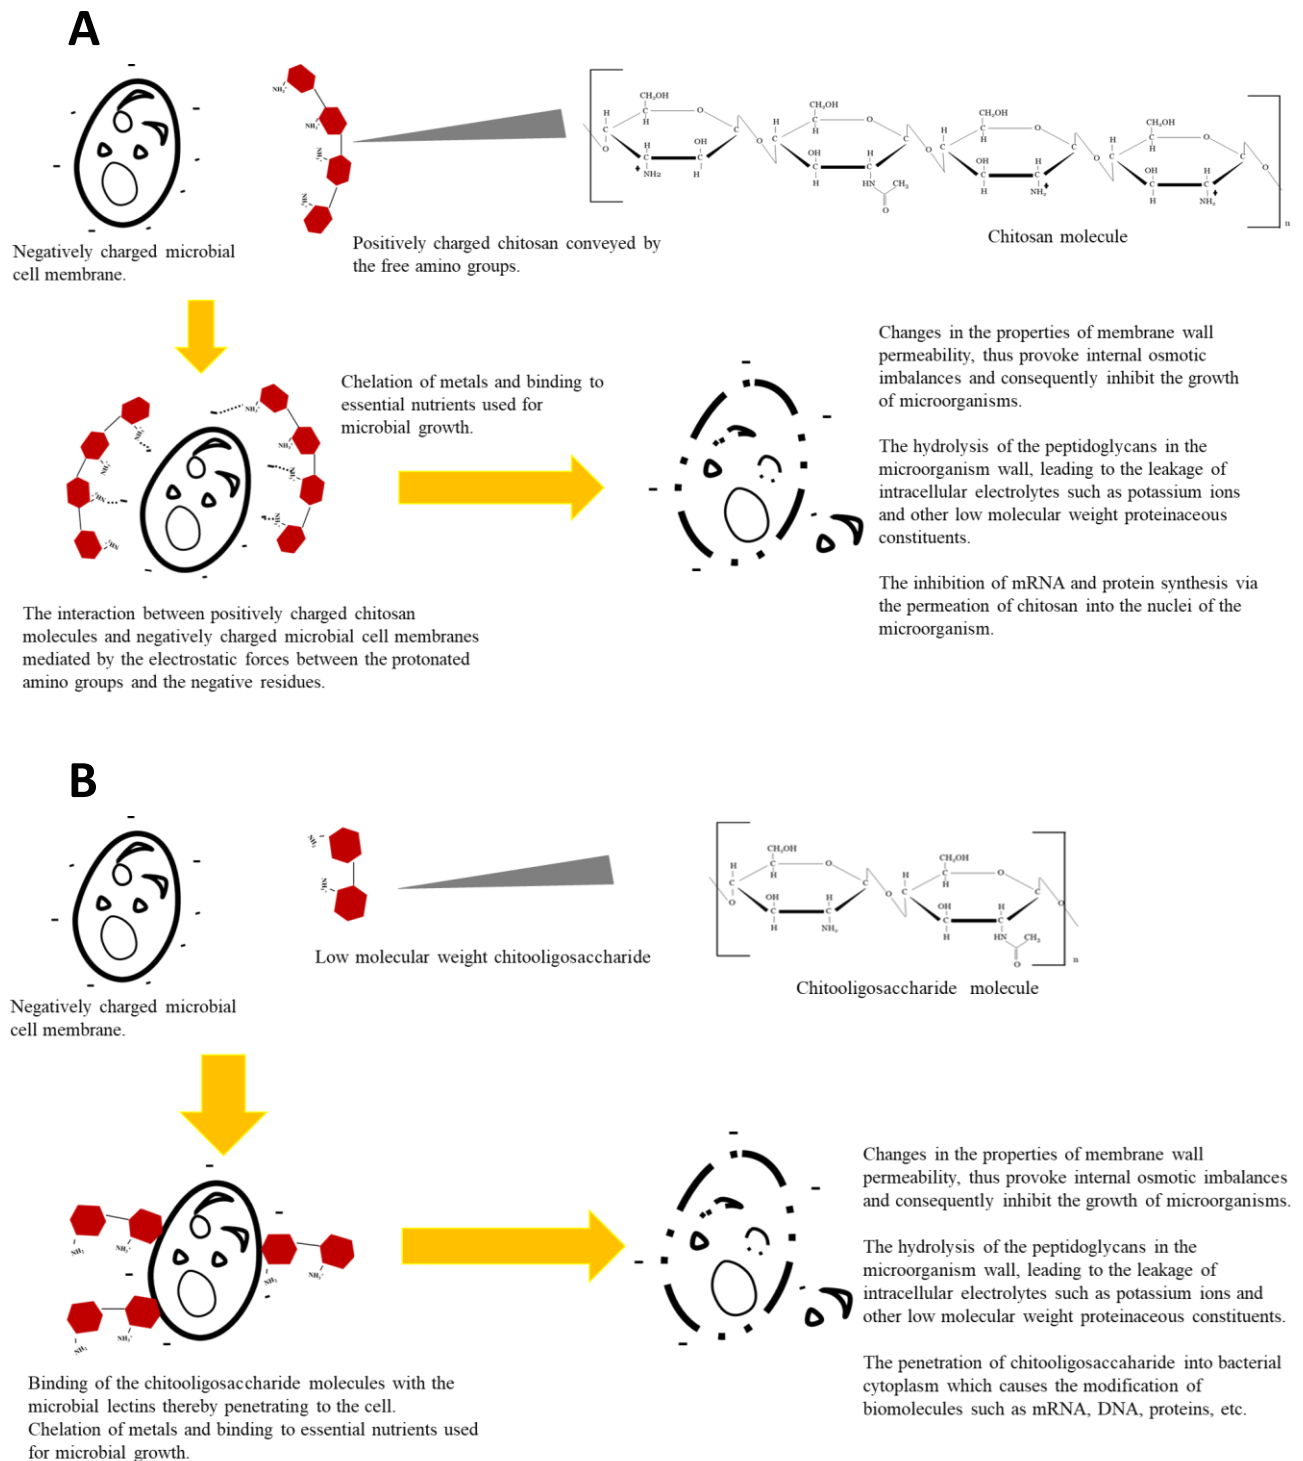 A
Negatively charged microbial
cell membrane.
Positively charged chitosan conveyed by
the free amino groups.
Chitosan molecule
Chelation of metals and binding to
essential nutrients used for
microbial growth.
Changes in the properties of membrane wall
permeability, thus provoke internal osmotic
imbalances and consequently inhibit the growth
of microorganisms.
The hydrolysis of the peptidoglycans in the
microorganism wall, leading to the leakage of
intracellular electrolytes such as potassium ions
and other low molecular weight proteinaceous
constituents.
The inhibition of mRNA and protein synthesis via
the permeation of chitosan into the nuclei of the
microorganism.
The interaction between positively charged chitosan
molecules and negatively charged microbial cell membranes
mediated by the electrostatic forces between the protonated
amino groups and the negative residues.
B
Negatively charged microbial
cell membrane.
Low molecular weight chitooligosaccharide
Chitooligosaccharide molecule
Binding of the chitooligosaccharide molecules with the
microbial lectins thereby penetrating to the cell.
Chelation of metals and binding to essential nutrients used
for microbial growth.
Changes in the properties of membrane wall
permeability, thus provoke internal osmotic imbalances
and consequently inhibit the growth of microorganisms.
The hydrolysis of the peptidoglycans in the
microorganism wall, leading to the leakage of
intracellular electrolytes such as potassium ions and
other low molecular weight proteinaceous constituents.
The penetration of chitooligosaccaharide into bacterial
cytoplasm which causes the modification of
biomolecules such as mRNA, DNA, proteins, etc.